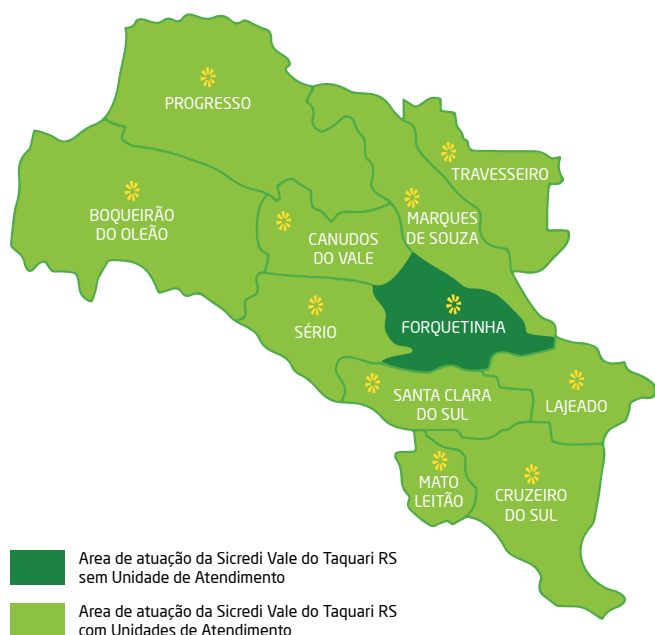 PROGRESSO
TRAVESSEIRO
BOQUEIRÃO
DO OLEÃO
MARQUES
DE SOUZA
CANUDOS
DO VALE
FORQUETINHA
SÉRIO
SANTA CLARA
DO SUL
LAJEADO
MATO
LEITÃO
CRUZEIRO
DO SUL
Area de atuação da Sicredi Vale do Taquari RS
sem Unidade de Atendimento
Area de atuação da Sicredi Vale do Taquari RS
com Unidades de Atendimento